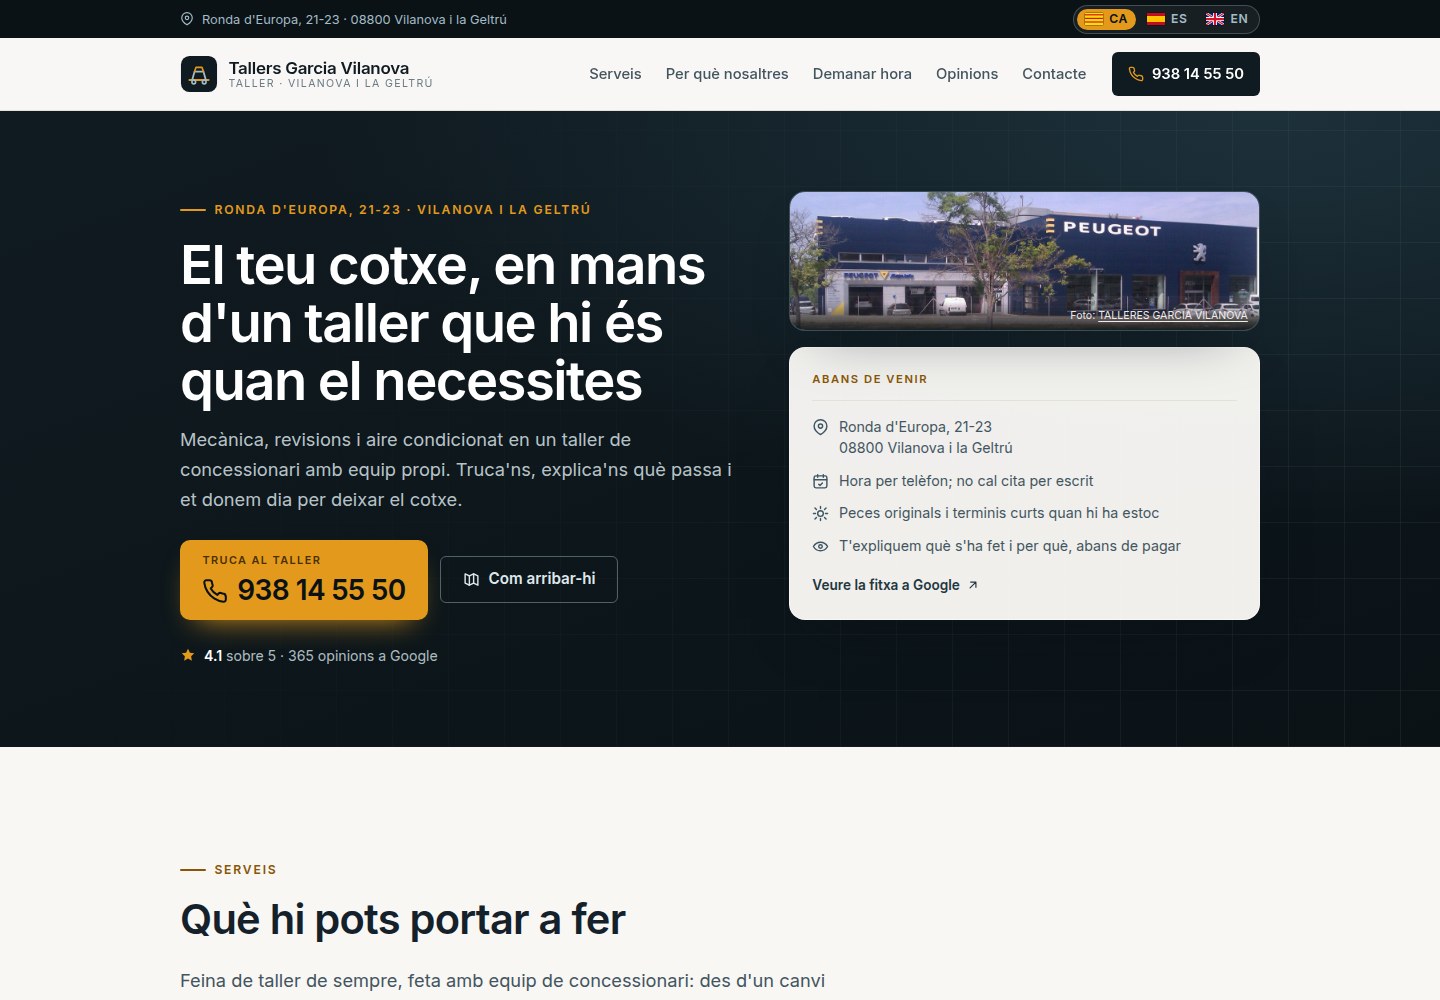 Ronda d'Europa, 21-23 · 08800 Vilanova i la Geltrú
CA ES EN
Tallers Garcia Vilanova
TALLER · VILANOVA I LA GELTRÚ
Serveis Per què nosaltres Demanar hora Opinions Contacte 938 14 55 50
RONDA D'EUROPA, 21-23 · VILANOVA I LA GELTRÚ
El teu cotxe, en mans
d'un taller que hi és
quan el necessites
Mecànica, revisions i aire condicionat en un taller de
concessionari amb equip propi. Truca'ns, explica'ns què passa i
et donem dia per deixar el cotxe.
TRUCA AL TALLER
938 14 55 50
Com arribar-hi
4.1 sobre 5 · 365 opinions a Google
PEUGEOT
PEUGEOT
Foto: TALLERES GARCIA VILANOVA
ABANS DE VENIR
Ronda d'Europa, 21-23
08800 Vilanova i la Geltrú
Hora per telèfon; no cal cita per escrit
Peces originals i terminis curts quan hi ha estoc
T'expliquem què s'ha fet i per què, abans de pagar
Veure la fitxa a Google
SERVEIS
Què hi pots portar a fer
Feina de taller de sempre, feta amb equip de concessionari: des d'un canvi